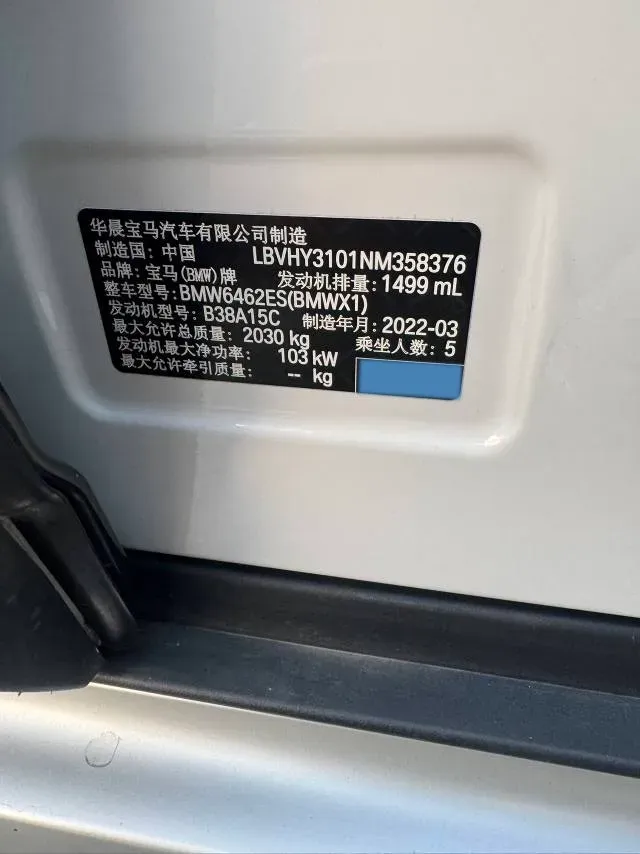 华晨宝马汽车有限公司制造
制造国: 中国 LBVHY3101NM358376
品牌: 宝马(BMW)牌 发动机排量: 1499 mL
整车型号: BMW6462ES(BMWX1)
发动机型号: B38A15C 制造年月: 2022-03
最大允许总质量: 2030 kg 乘坐人数: 5
发动机最大净功率: 103 kW
最大允许牵引质量: -- kg